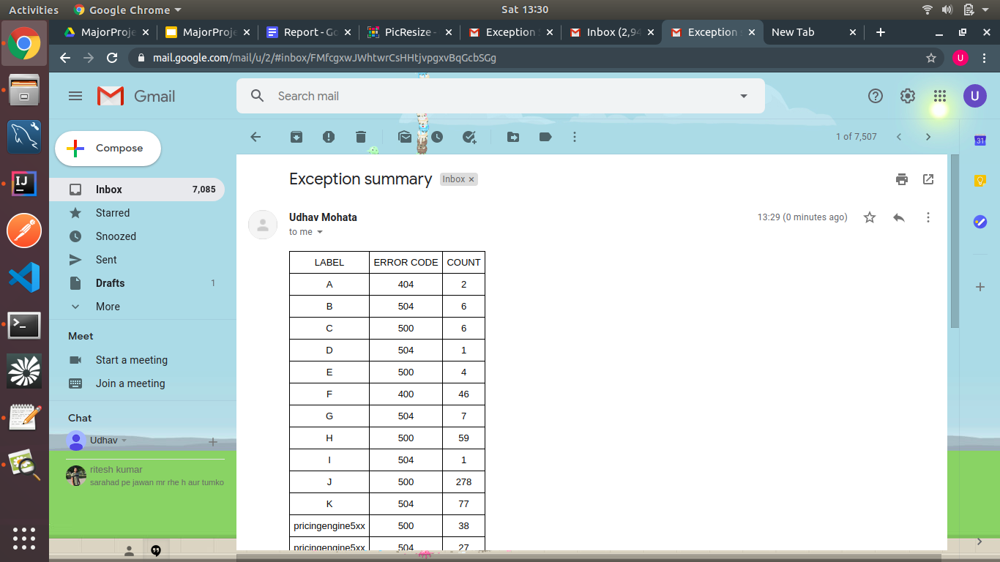 Activities Google Chrome Sat 13:30
MajorProje MajorProje Report - Go PicResize - Exception S Inbox (2,94 Exception s New Tab
mail.google.com/mail/u/2/#inbox/FMfcgxwJWhtwrCsHHtjvpgxvBqGcbSGg U
Gmail Search mail U
Compose 1 of 7,507
31
Exception summary Inbox
Inbox 7,085
Starred
Snoozed
Sent
Drafts 1
More
Meet
Start a meeting
Join a meeting
Chat
Udhav
ritesh kumar
sarahad pe jawan mr rhe h aur tumko
Udhav Mohata 13:29 (0 minutes ago)
to me
LABEL ERROR CODE COUNT
A 404 2
B 504 6
C 500 6
D 504 1
E 500 4
F 400 46
G 504 7
H 500 59
I 504 1
J 500 278
K 504 77
pricingengine5xx 500 38
pricingengine5xx 504 27
IJ